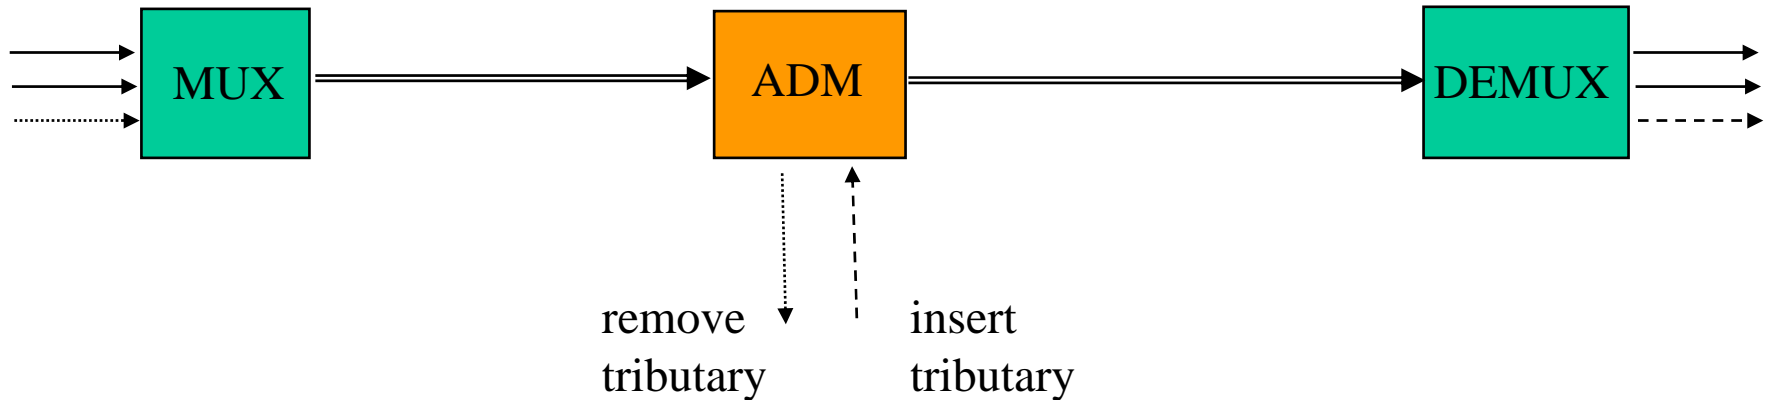 MUX
ADM
DEMUX
remove
tributary
insert
tributary